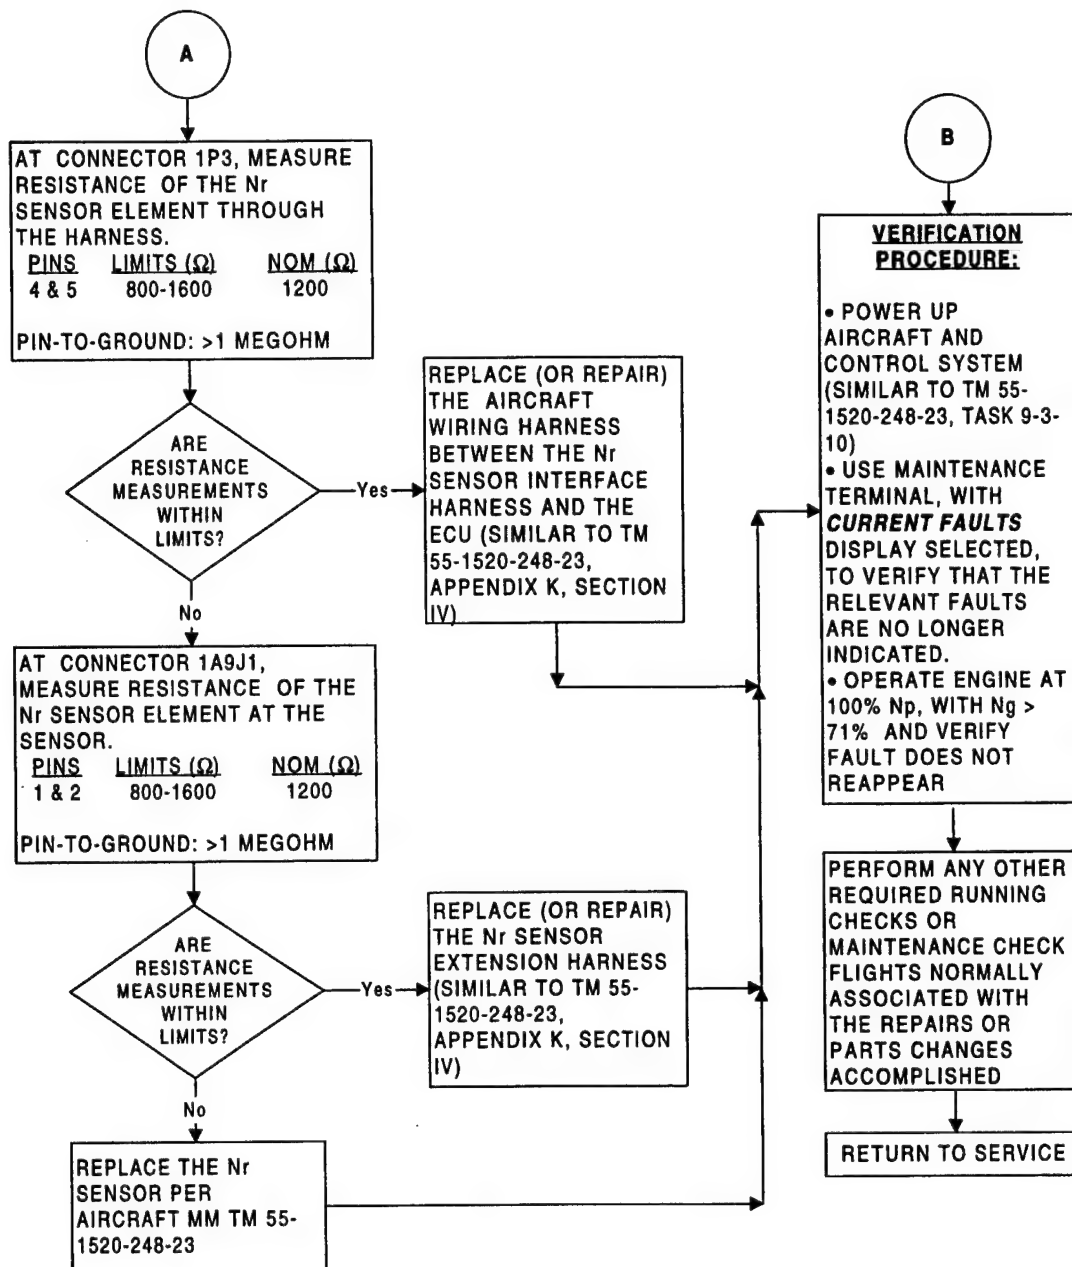 A
AT CONNECTOR 1P3, MEASURE
RESISTANCE OF THE Nr
SENSOR ELEMENT THROUGH
THE HARNESS.
PINS LIMITS (Ω) NOM (Ω)
4 & 5 800-1600 1200
PIN-TO-GROUND: >1 MEGOHM
ARE
RESISTANCE
MEASUREMENTS
WITHIN
LIMITS?
Yes
REPLACE (OR REPAIR)
THE AIRCRAFT
WIRING HARNESS
BETWEEN THE Nr
SENSOR INTERFACE
HARNESS AND THE
ECU (SIMILAR TO TM
55-1520-248-23,
APPENDIX K, SECTION
IV)
No
AT CONNECTOR 1A9J1,
MEASURE RESISTANCE OF THE
Nr SENSOR ELEMENT AT THE
SENSOR.
PINS LIMITS (Ω) NOM (Ω)
1 & 2 800-1600 1200
PIN-TO-GROUND: >1 MEGOHM
ARE
RESISTANCE
MEASUREMENTS
WITHIN
LIMITS?
Yes
REPLACE (OR REPAIR)
THE Nr SENSOR
EXTENSION HARNESS
(SIMILAR TO TM 55-
1520-248-23,
APPENDIX K, SECTION
IV)
No
REPLACE THE Nr
SENSOR PER
AIRCRAFT MM TM 55-
1520-248-23
B
VERIFICATION
PROCEDURE:
• POWER UP
AIRCRAFT AND
CONTROL SYSTEM
(SIMILAR TO TM 55-
1520-248-23, TASK 9-3-
10)
• USE MAINTENANCE
TERMINAL, WITH
CURRENT FAULTS
DISPLAY SELECTED,
TO VERIFY THAT THE
RELEVANT FAULTS
ARE NO LONGER
INDICATED.
• OPERATE ENGINE AT
100% Np, WITH Ng >
71% AND VERIFY
FAULT DOES NOT
REAPPEAR
PERFORM ANY OTHER
REQUIRED RUNNING
CHECKS OR
MAINTENANCE CHECK
FLIGHTS NORMALLY
ASSOCIATED WITH
THE REPAIRS OR
PARTS CHANGES
ACCOMPLISHED
RETURN TO SERVICE